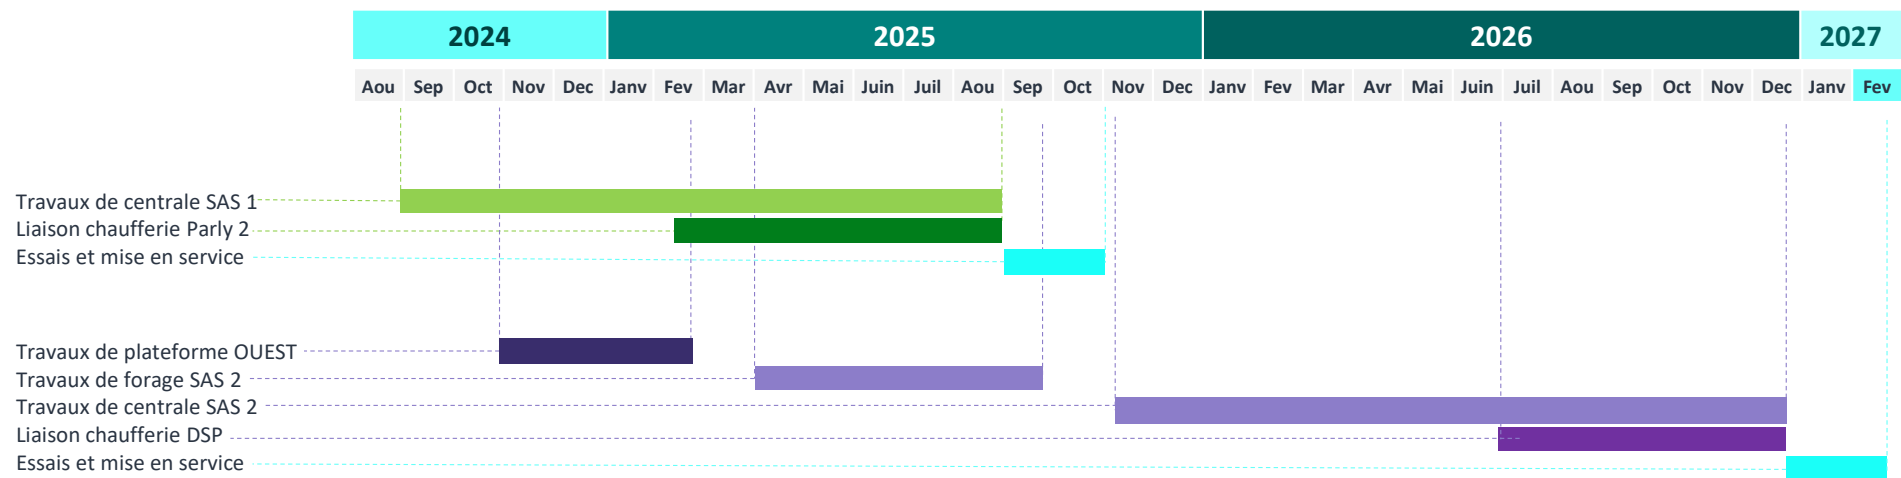 2024 2025 2026 2027
Aou Sep Oct Nov Dec Janv Fev Mar Avr Mai Juin Juil Aou Sep Oct Nov Dec Janv Fev Mar Avr Mai Juin Juil Aou Sep Oct Nov Dec Janv Fev
Travaux de centrale SAS 1
Liaison chaufferie Parly 2
Essais et mise en service
Travaux de plateforme OUEST
Travaux de forage SAS 2
Travaux de centrale SAS 2
Liaison chaufferie DSP
Essais et mise en service